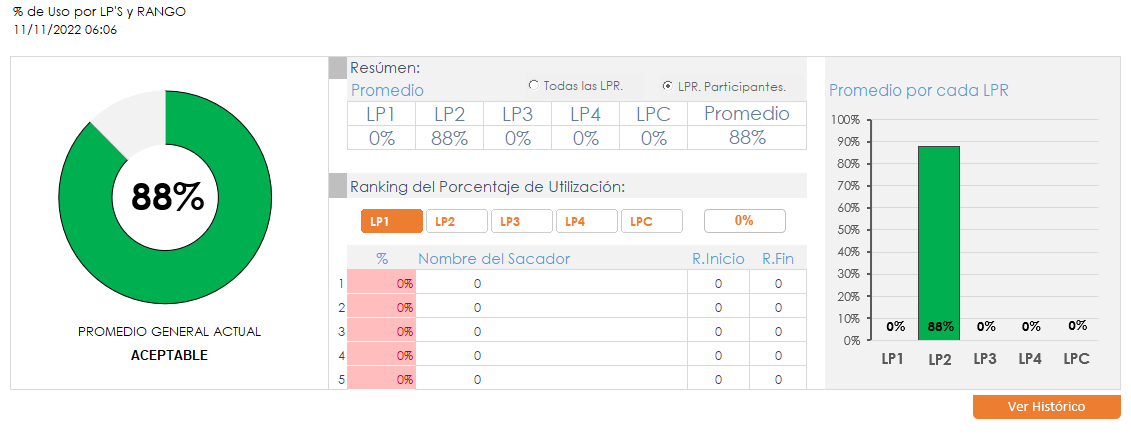 % de Uso por LP'S y RANGO
11/11/2022 06:06
88%
PROMEDIO GENERAL ACTUAL
ACEPTABLE
Resúmen:
Promedio
Todas las LPR.
LPR. Participantes.
LP1 LP2 LP3 LP4 LPC Promedio
0% 88% 0% 0% 0% 88%
Ranking del Porcentaje de Utilización:
LP1 LP2 LP3 LP4 LPC 0%
% Nombre del Sacador R.Inicio R.Fin
1 0% 0 0 0
2 0% 0 0 0
3 0% 0 0 0
4 0% 0 0 0
5 0% 0 0 0
Promedio por cada LPR
100%
90%
80%
70%
60%
50%
40%
30%
20%
10%
0%
0% 88% 0% 0% 0%
LP1 LP2 LP3 LP4 LPC
Ver Histórico